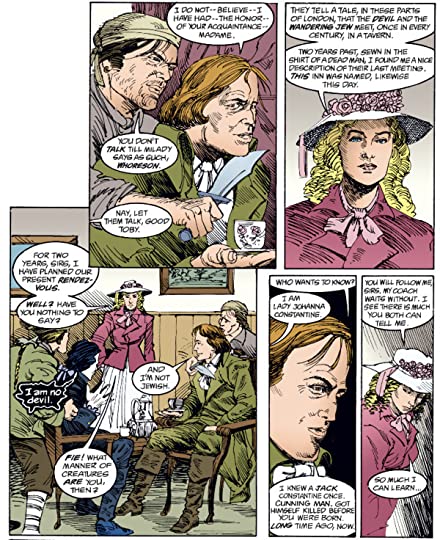 I DO NOT--BELIEVE--I
HAVE HAD--THE HONOR--
OF YOUR ACQUAINTANCE--
MADAME.
YOU DON'T
TALK TILL MILADY
SAYS AS SUCH,
WHORESON.
NAY, LET
THEM TALK, GOOD
TOBY.
THEY TELL A TALE, IN THESE PARTS
OF LONDON, THAT THE DEVIL AND THE
WANDERING JEW MEET, ONCE IN EVERY
CENTURY, IN A TAVERN.
TWO YEARS PAST, SEWN IN THE
SHIRT OF A DEAD MAN, I FOUND ME A NICE
DESCRIPTION OF THEIR LAST MEETING.
THIS INN WAS NAMED, LIKEWISE
THIS DAY.
FOR TWO
YEARS, SIRS, I
HAVE PLANNED OUR
PRESENT RENDEZ-
VOUS.
WELL? HAVE
YOU NOTHING TO
SAY?
I am no
devil.
AND
I'M NOT
JEWISH.
FIE! WHAT
MANNER OF
CREATURES
ARE YOU,
THEN?
WHO WANTS TO KNOW?
I AM
LADY JOHANNA
CONSTANTINE.
I KNEW A JACK
CONSTANTINE ONCE.
CUNNING MAN. GOT
HIMSELF KILLED BEFORE
YOU WERE BORN.
LONG TIME AGO, NOW.
YOU WILL FOLLOW ME,
SIRS. MY COACH
WAITS WITHOUT. I
SEE THERE IS MUCH
YOU BOTH CAN
TELL ME.
SO MUCH I
CAN LEARN...